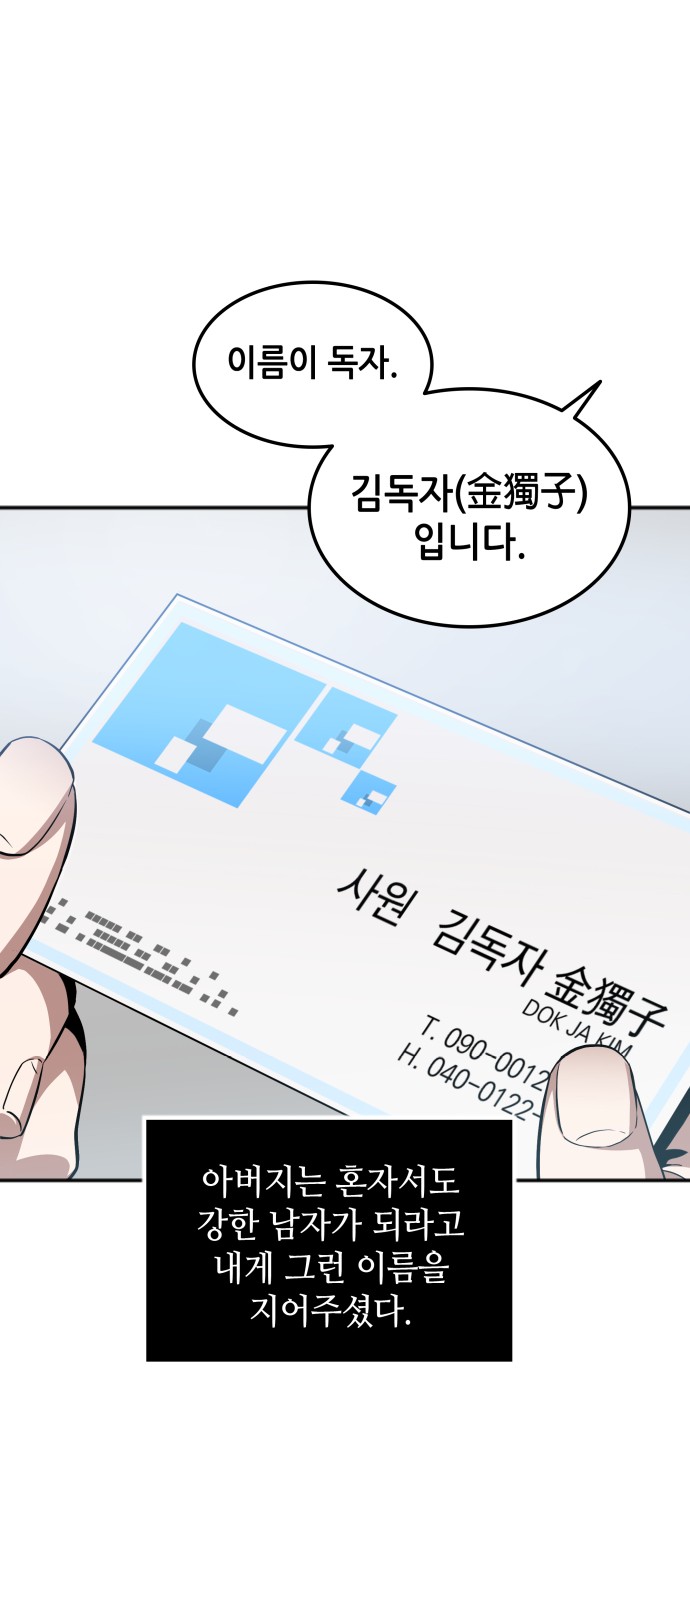 이름이 독자.
김독자(金獨子)
입니다.
사원 김독자 金獨子
DOK JA KIM
T. 090-0012
H. 040-0122-
아버지는 혼자서도
강한 남자가 되라고
내게 그런 이름을
지어주셨다.